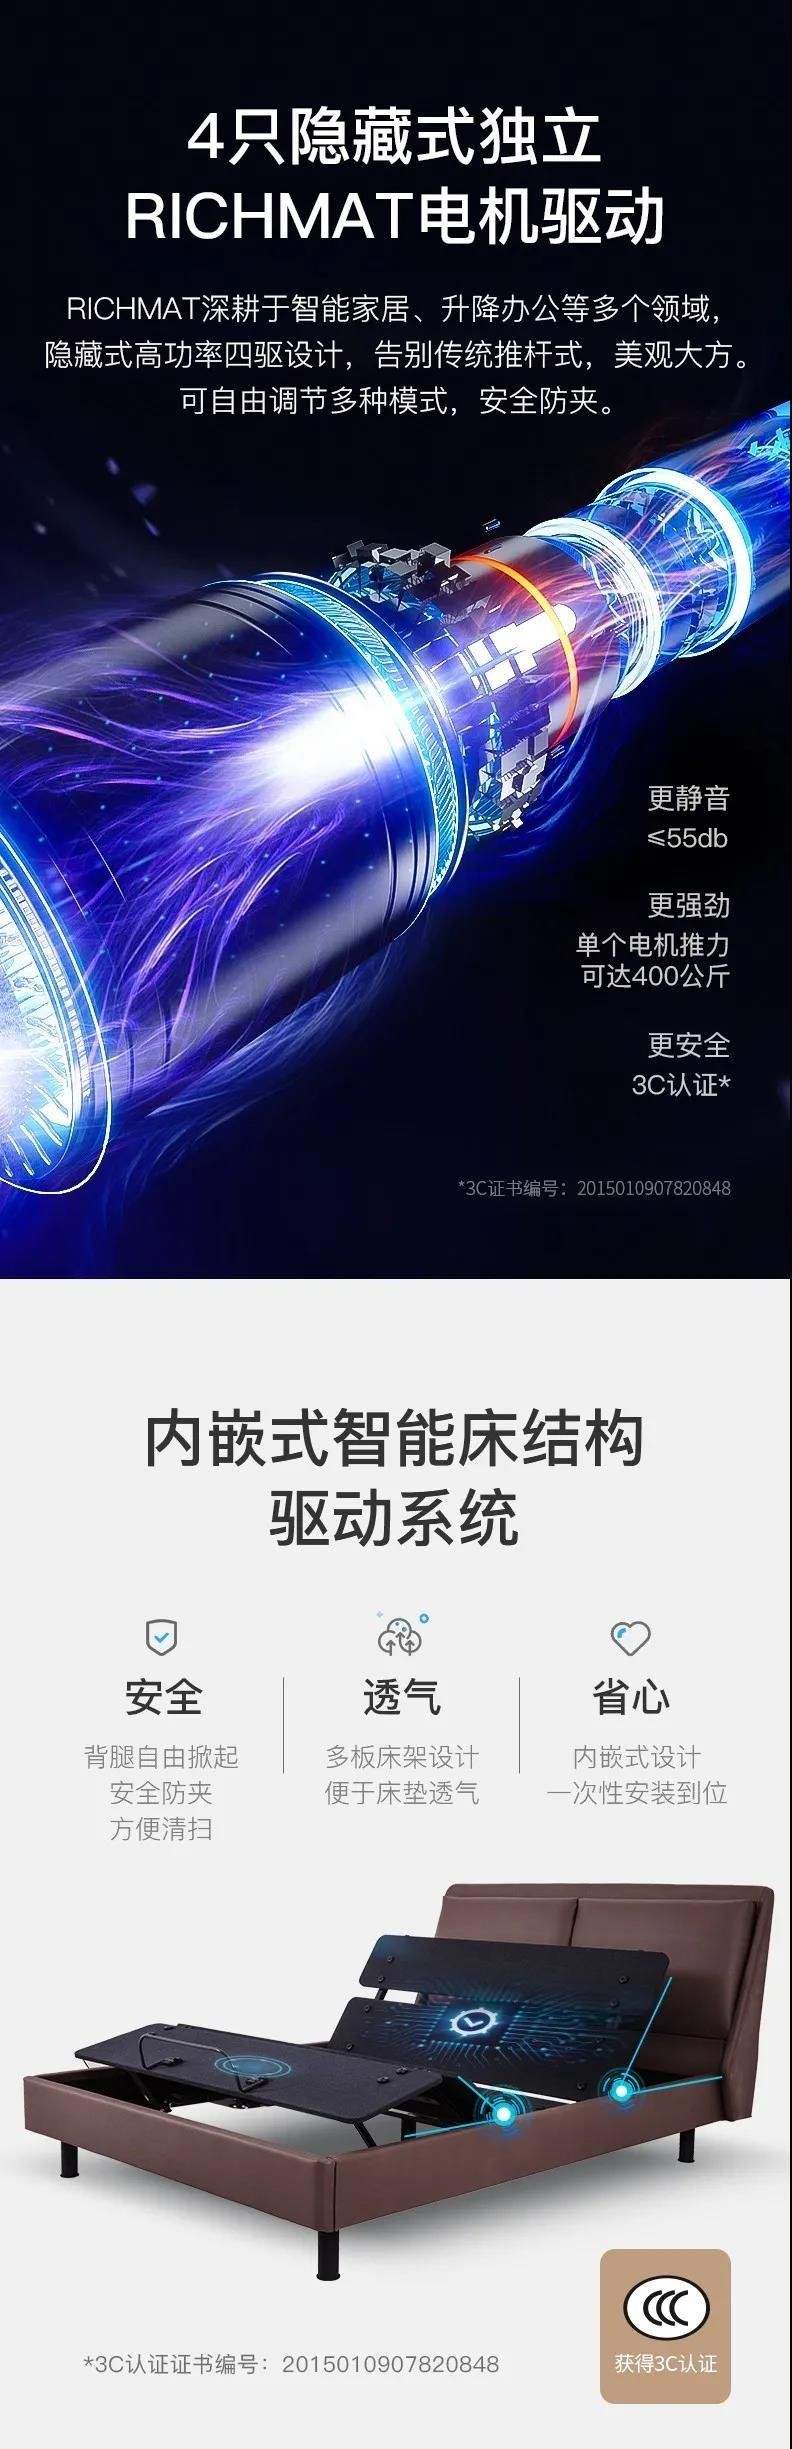 4只隐藏式独立
RICHMAT电机驱动
RICHMAT深耕于智能家居、升降办公等多个领域，
隐藏式高功率四驱设计，告别传统推杆式，美观大方。
可自由调节多种模式，安全防夹。
更静音
≤55db
更强劲
单个电机推力
可达400公斤
更安全
3C认证*
*3C证书编号：2015010907820848
内嵌式智能床结构
驱动系统
安全
背腿自由掀起
安全防夹
方便清扫
透气
多板床架设计
便于床垫透气
省心
内嵌式设计
一次性安装到位
CCC
获得3C认证
*3C认证证书编号：2015010907820848